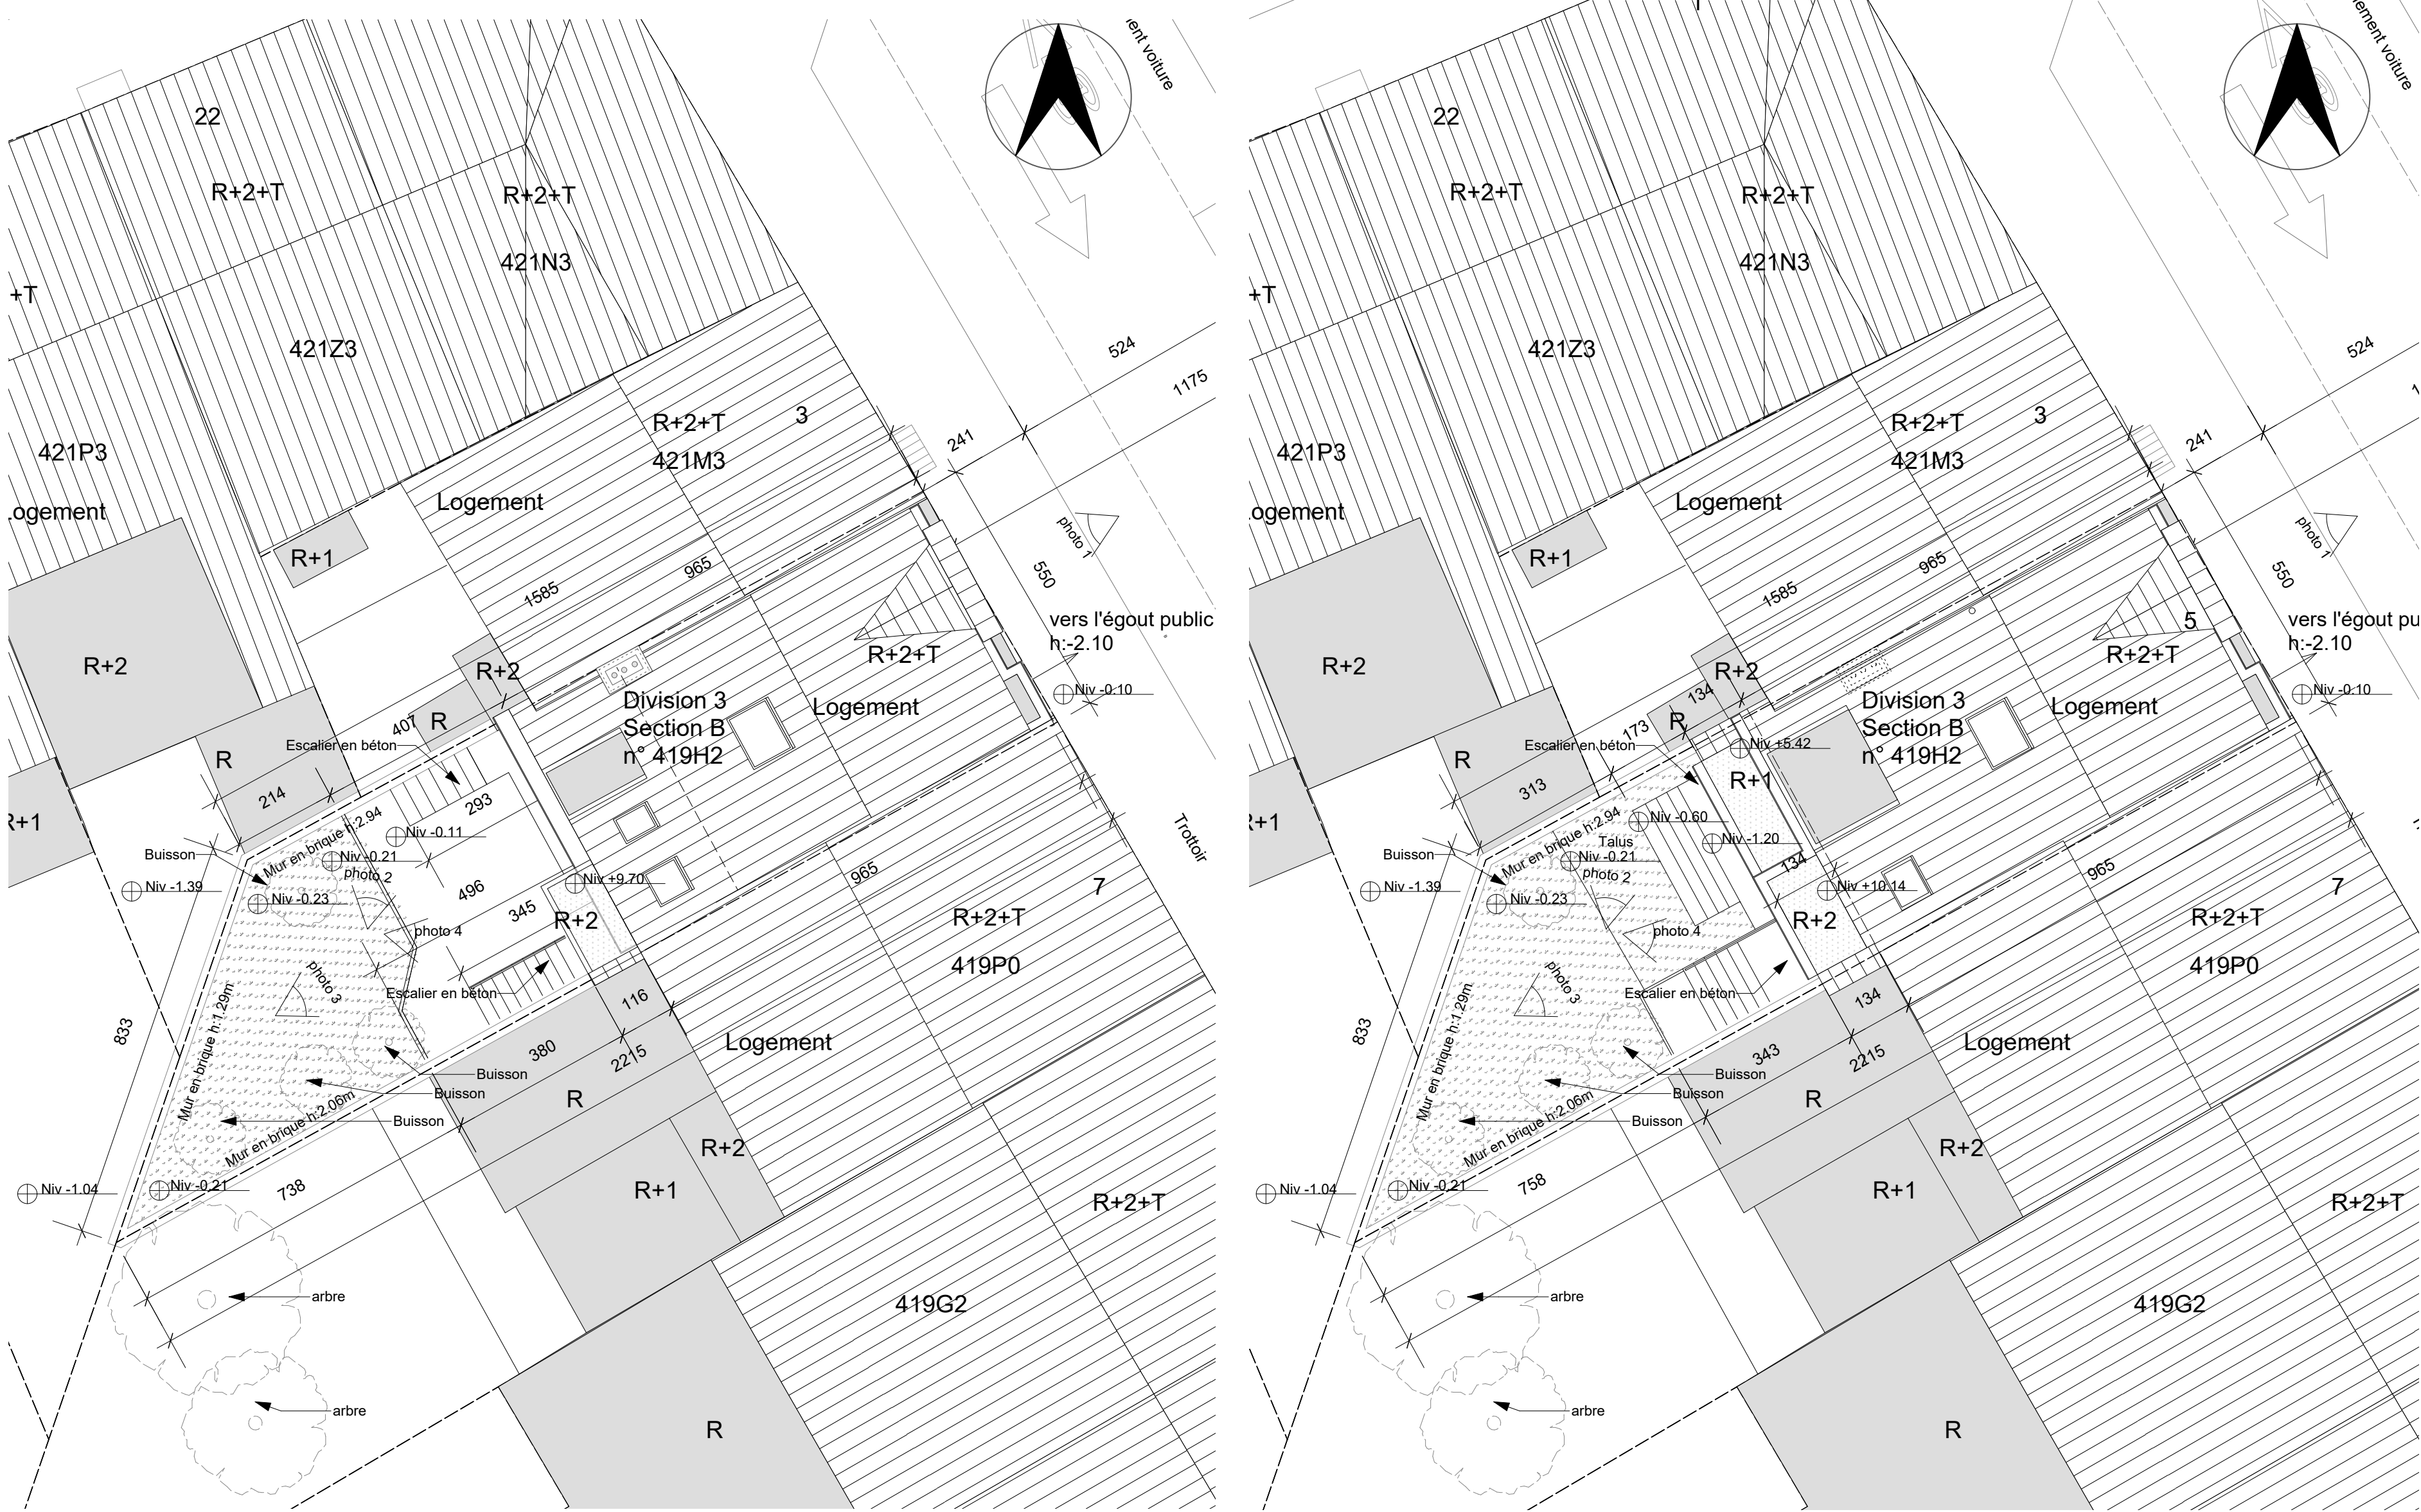 ent voiture
22
R+2+T
R+2+T
421N3
+T
421Z3
524
1175
R+2+T
3
241
421P3
421M3
Logement
ogement
photo 1
R+1
965
550
1585
vers l'égout public
h:-2.10
R+2+T
R+2
R+2
Niv -0.10
Division 3
Section B
n° 419H2
Logement
407
R
Escalier en béton
R
214
293
Mur en brique h:2.94
R+1
Niv -0.11
Trottoir
Buisson
Niv -0.21
photo 2
965
Niv -1.39
Niv +9.70
496
7
Niv -0.23
345
R+2
R+2+T
photo 4
419P0
photo 3
Escalier en béton
116
833
Mur en brique h:1.29m
380
2215
Logement
Buisson
Buisson
R
Mur en brique h:2.06m
Buisson
R+2
Niv -1.04
Niv -0.21
738
R+1
R+2+T
arbre
419G2
arbre
R
ement voiture
22
R+2+T
R+2+T
421N3
+T
421Z3
524
R+2+T
3
241
421P3
421M3
Logement
ogement
photo 1
R+1
965
550
1585
5
vers l'égout pu
h:-2.10
R+2+T
R+2
R+2
134
Niv -0.10
Division 3
Section B
n° 419H2
Logement
173
R
Escalier en béton
Niv +5.42
R
R+1
313
Mur en brique h:2.94
Niv -0.60
+1
Talus
Niv -1.20
Buisson
Niv -0.21
134
photo 2
965
Niv -1.39
Niv +10.14
7
Niv -0.23
R+2
R+2+T
photo 4
419P0
photo 3
Escalier en béton
134
833
Mur en brique h:1.29m
343
2215
Logement
Buisson
Buisson
R
Mur en brique h:2.06m
Buisson
R+2
Niv -1.04
Niv -0.21
758
R+1
R+2+T
arbre
419G2
arbre
R